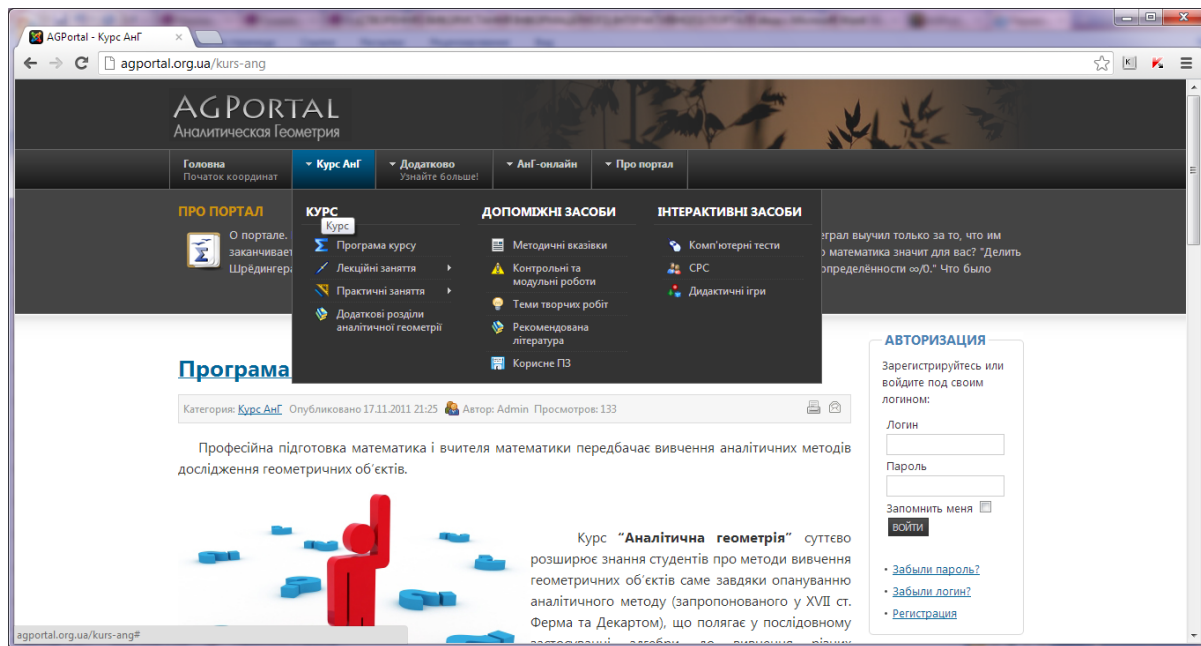 AGPortal - Курс АнГ
agportal.org.ua/kurs-ang
AGPORTAL
Аналитическая Геометрия
Головна
Початок координат
Курс АнГ
Додатково
Узнайте больше!
АнГ-онлайн
Про портал
ПРО ПОРТАЛ
О портале.
заканчивает
Шрёдингера
КУРС
Курс
Програма курсу
Лекційні заняття
Практичні заняття
Додаткові розділи
аналітичної геометрії
ДОПОМІЖНІ ЗАСОБИ
Методичні вказівки
Контрольні та
модульні роботи
Теми творчих робіт
Рекомендована
література
Корисне ПЗ
ІНТЕРАКТИВНІ ЗАСОБИ
Комп'ютерні тести
СРС
Дидактичні ігри
еграл выучил только за то, что им
о математика значит для вас? "Делить
определённости ∞/0." Что было
Програма
Категория: Курс АнГ Опубликовано 17.11.2011 21:25 Автор: Admin Просмотров: 133
Професійна підготовка математика і вчителя математики передбачає вивчення аналітичних методів
дослідження геометричних об'єктів.
Курс "Аналітична геометрія" суттєво
розширює знання студентів про методи вивчення
геометричних об'єктів саме завдяки опануванню
аналітичного методу (запропонованого у XVII ст.
Ферма та Декартом), що полягає у послідовному
застосуванні алгебри до вивчення різних
АВТОРИЗАЦИЯ
Зарегистрируйтесь или
войдите под своим
логином:
Логин
Пароль
Запомнить меня
ВОЙТИ
Забыли пароль?
Забыли логин?
Регистрация
agportal.org.ua/kurs-ang#